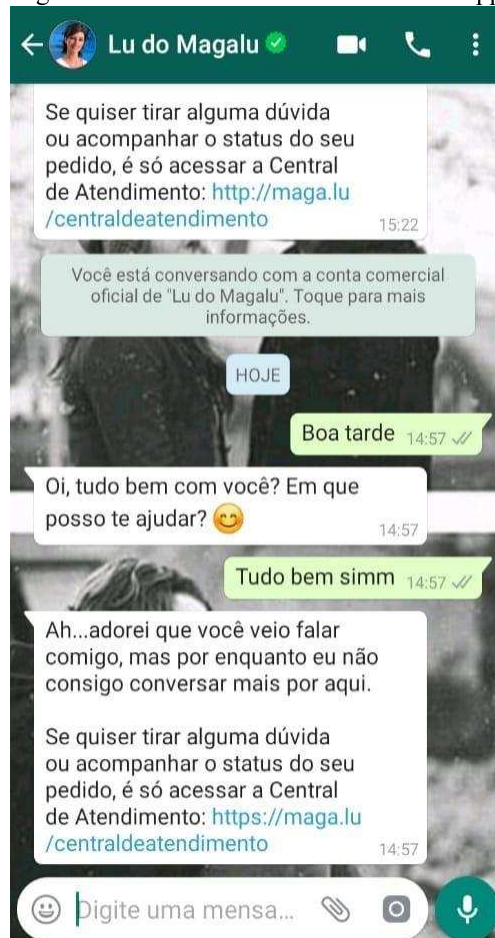 Lu do Magalu
Se quiser tirar alguma dúvida
ou acompanhar o status do seu
pedido, é só acessar a Central
de Atendimento: http://maga.lu
/centraldeatendimento
15:22
Você está conversando com a conta comercial
oficial de "Lu do Magalu". Toque para mais
informações.
HOJE
Boa tarde 14:57
Oi, tudo bem com você? Em que
posso te ajudar? 😊
14:57
Tudo bem simm 14:57
Ah...adorei que você veio falar
comigo, mas por enquanto eu não
consigo conversar mais por aqui.
Se quiser tirar alguma dúvida
ou acompanhar o status do seu
pedido, é só acessar a Central
de Atendimento: https://maga.lu
/centraldeatendimento
14:57
Digite uma mensa...